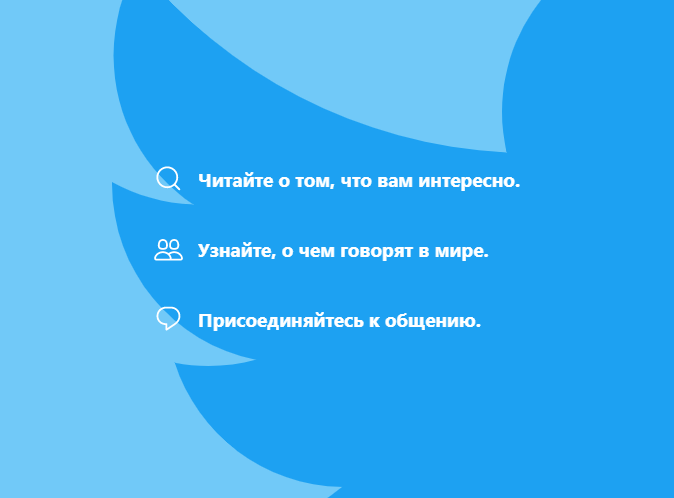 Читайте о том, что вам интересно.
Узнайте, о чем говорят в мире.
Присоединяйтесь к общению.